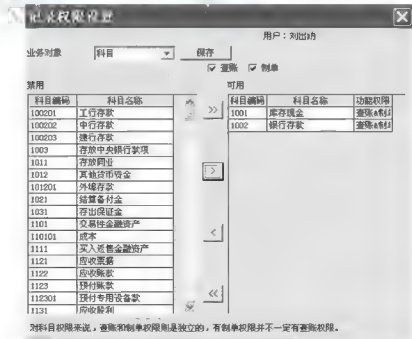 记录权限设置
用户：刘出纳
业务对象 科目 保存
查账 制单
禁用 可用
科目编码 科目名称
100201 工行存款
100202 中行存款
100203 建行存款
1003 存放中央银行款项
1011 存放同业
1012 其他货币资金
101201 外埠存款
1021 结算备付金
1031 存出保证金
1101 交易性金融资产
110101 成本
1111 买入返售金融资产
1121 应收票据
1122 应收账款
1123 预付账款
112301 预付专用设备款
1131 应收股利
>>
>
<
<<
科目编码 科目名称 功能权限
1001 库存现金 查账&制
1002 银行存款 查账&制
对科目权限来说，查账和制单权限则是独立的，有制单权限并不一定有查账权限。